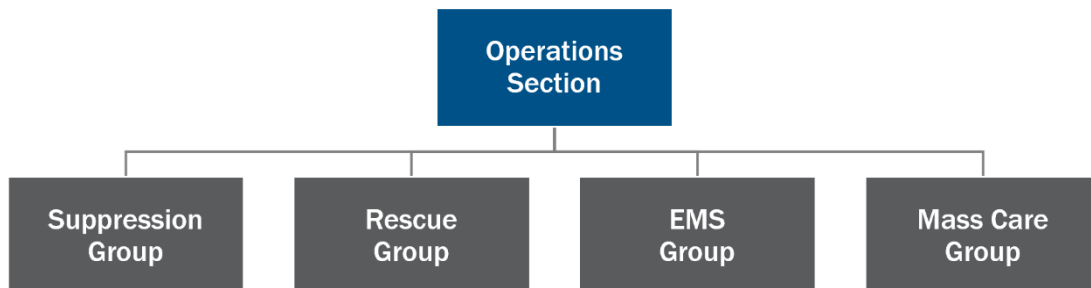 Operations
Section
Suppression
Group
Rescue
Group
EMS
Group
Mass Care
Group